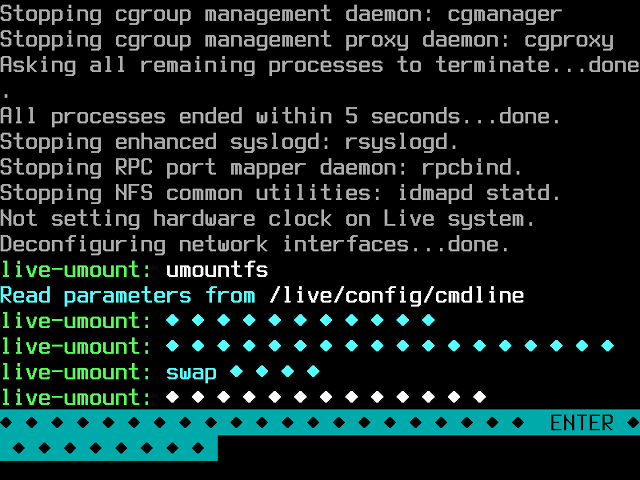 Stopping cgroup management daemon: cgmanager
Stopping cgroup management proxy daemon: cgproxy
Asking all remaining processes to terminate...done
.
All processes ended within 5 seconds...done.
Stopping enhanced syslogd: rsyslogd.
Stopping RPC port mapper daemon: rpcbind.
Stopping NFS common utilities: idmapd statd.
Not setting hardware clock on Live system.
Deconfiguring network interfaces...done.
live-umount: umountfs
Read parameters from /live/config/cmdline
live-umount: ◆ ◆ ◆ ◆ ◆ ◆ ◆ ◆ ◆ ◆ ◆
live-umount: ◆ ◆ ◆ ◆ ◆ ◆ ◆ ◆ ◆ ◆ ◆ ◆ ◆ ◆ ◆ ◆ ◆ ◆
live-umount: swap ◆ ◆ ◆ ◆
live-umount: ◆ ◆ ◆ ◆ ◆ ◆ ◆ ◆ ◆ ◆ ◆ ◆ ◆
◆ ◆ ◆ ◆ ◆ ◆ ◆ ◆ ◆ ◆ ◆ ◆ ◆ ◆ ◆ ◆ ◆ ◆ ◆ ◆ ◆ ENTER ◆
◆ ◆ ◆ ◆ ◆ ◆ ◆ ◆